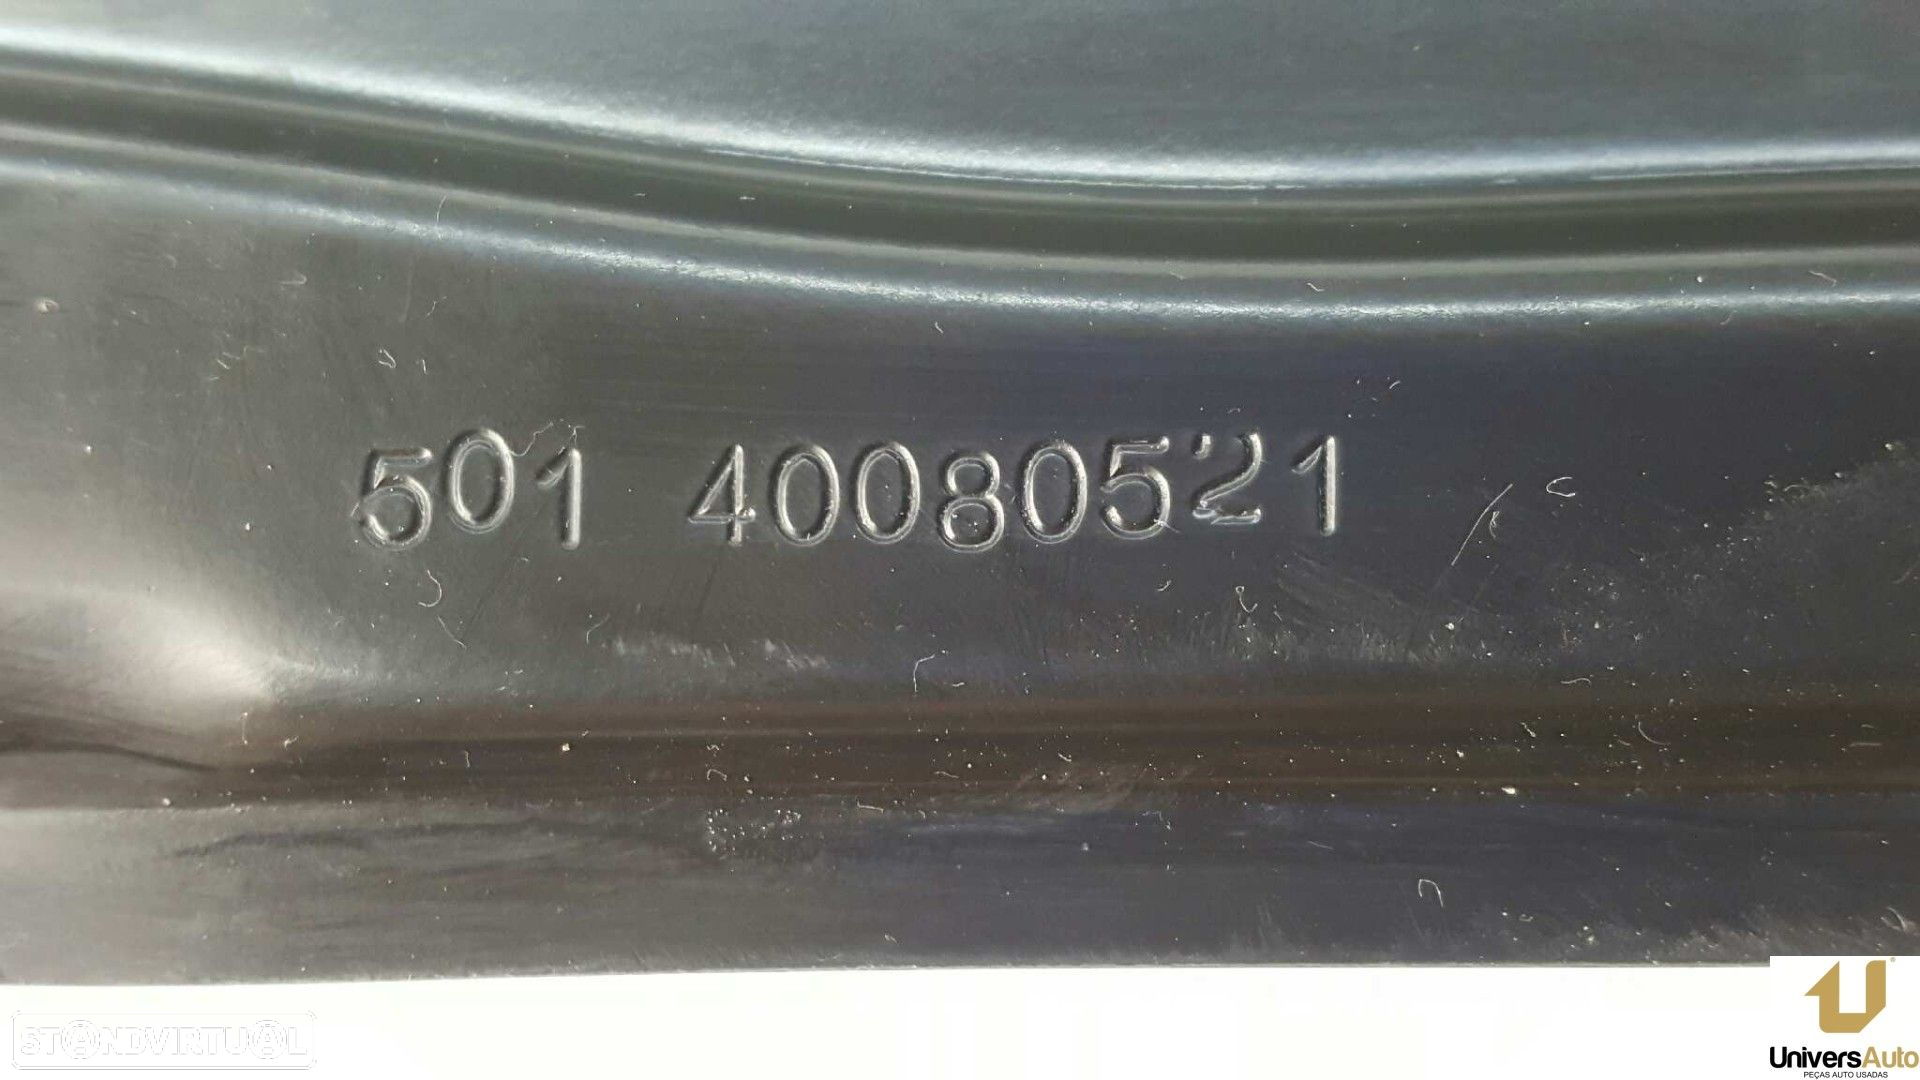 501 40080521
STANDVIRTUAL
UniversAuto
PEÇAS AUTO USADAS